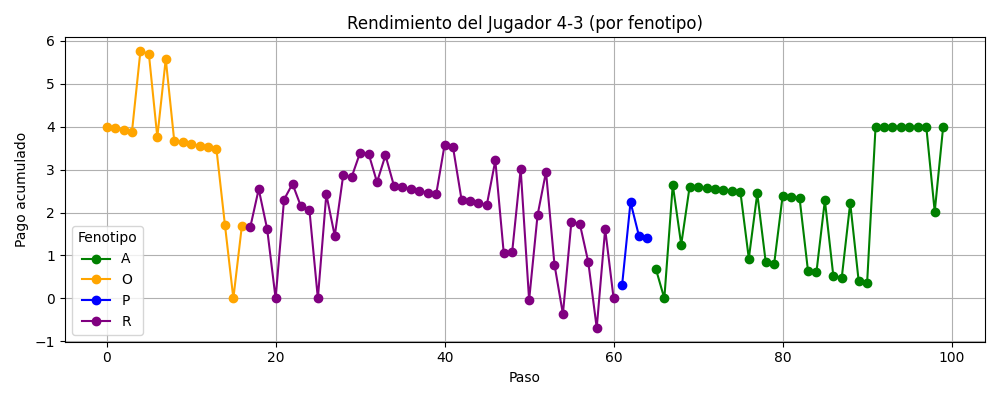 Rendimiento del Jugador 4-3 (por fenotipo)
Pago acumulado
6
5
4
3
2
1
0
−1
Fenotipo
A
O
P
R
0 20 40 60 80 100
Paso